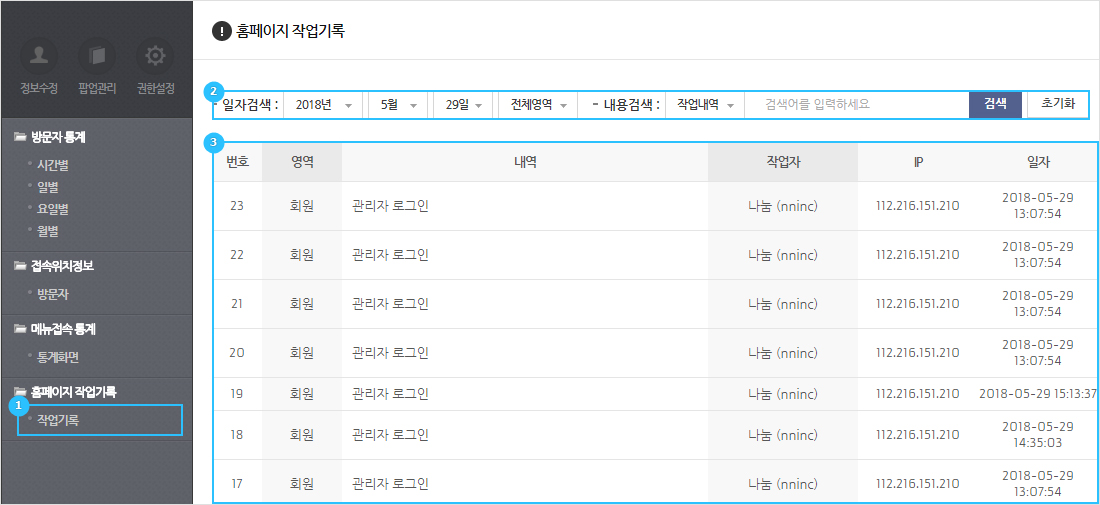 홈페이지 작업기록
정보수정 팝업관리 권한설정
방문자 통계
시간별
일별
요일별
월별
접속위치정보
방문자
메뉴접속 통계
통계화면
홈페이지 작업기록
1
작업기록
2
- 일자검색 : 2018년 5월 29일 전체영역 - 내용검색 : 작업내역 검색어를 입력하세요 검색 초기화
3
번호 영역 내역 작업자 IP 일자
23 회원 관리자 로그인 나눔 (nninc) 112.216.151.210 2018-05-29
13:07:54
22 회원 관리자 로그인 나눔 (nninc) 112.216.151.210 2018-05-29
13:07:54
21 회원 관리자 로그인 나눔 (nninc) 112.216.151.210 2018-05-29
13:07:54
20 회원 관리자 로그인 나눔 (nninc) 112.216.151.210 2018-05-29
13:07:54
19 회원 관리자 로그인 나눔 (nninc) 112.216.151.210 2018-05-29 15:13:37
18 회원 관리자 로그인 나눔 (nninc) 112.216.151.210 2018-05-29
14:35:03
17 회원 관리자 로그인 나눔 (nninc) 112.216.151.210 2018-05-29
13:07:54